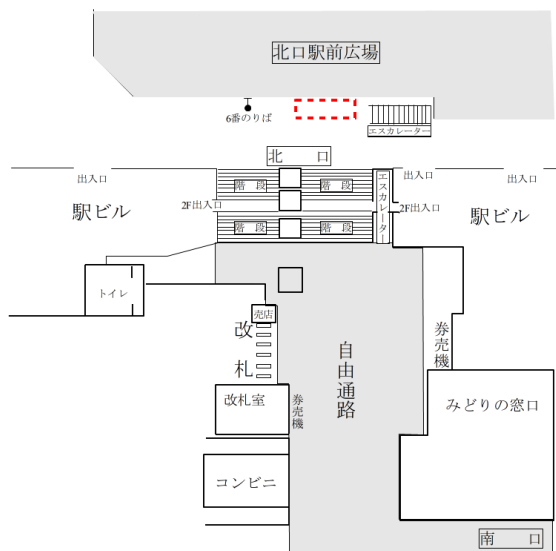 北口駅前広場
6番のりば
エスカレーター
北 口
出入口
階 段
階 段
エスカレーター
出入口
出入口
駅ビル
2F出入口
2F出入口
駅ビル
階 段
階 段
トイレ
売店
改札
自由通路
券売機
改札室
券売機
みどりの窓口
コンビニ
南 口